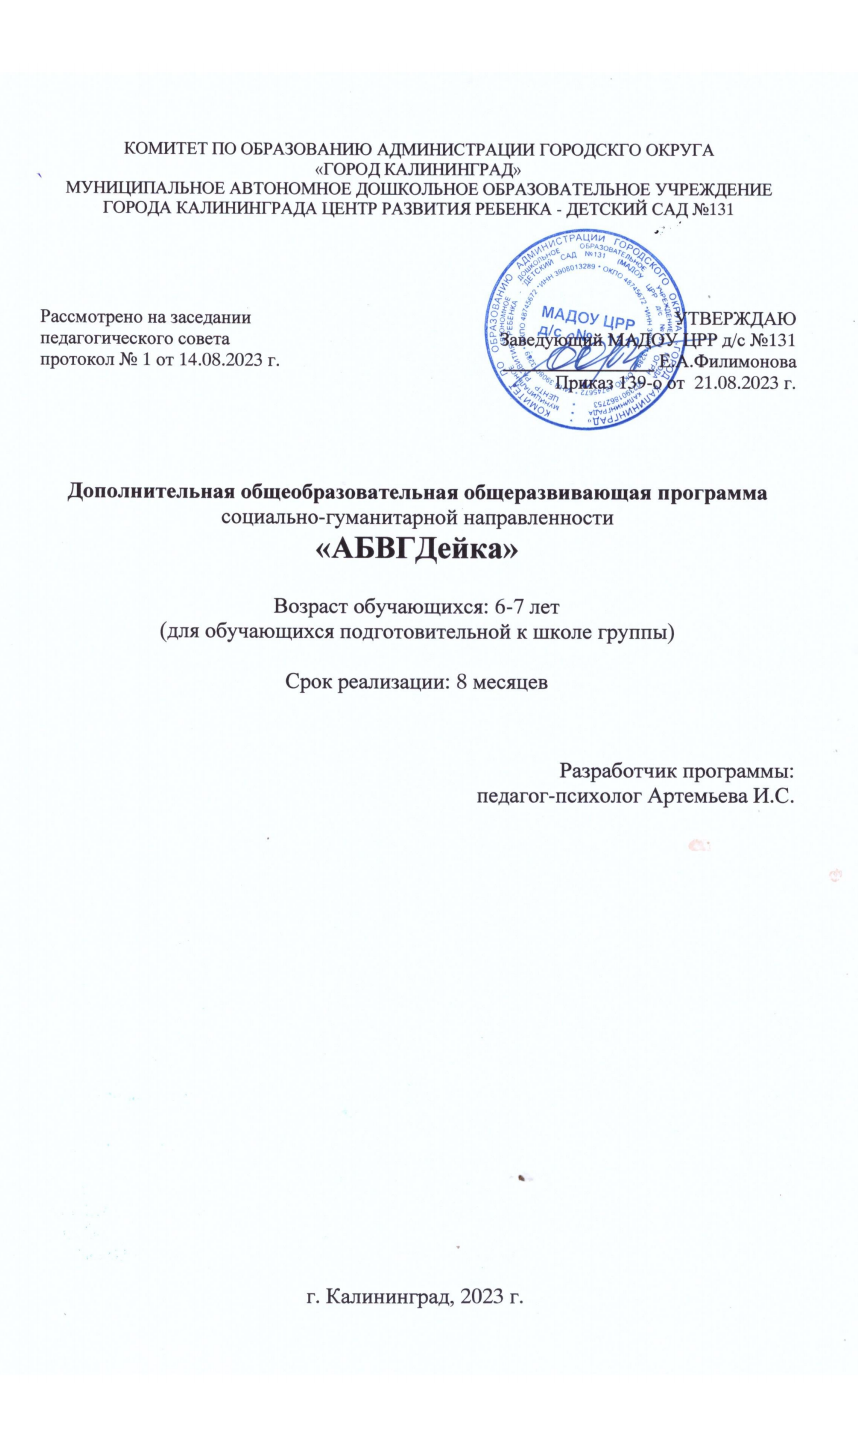 КОМИТЕТ ПО ОБРАЗОВАНИЮ АДМИНИСТРАЦИИ ГОРОДСКГО ОКРУГА
«ГОРОД КАЛИНИНГРАД»
МУНИЦИПАЛЬНОЕ АВТОНОМНОЕ ДОШКОЛЬНОЕ ОБРАЗОВАТЕЛЬНОЕ УЧРЕЖДЕНИЕ
ГОРОДА КАЛИНИНГРАДА ЦЕНТР РАЗВИТИЯ РЕБЕНКА - ДЕТСКИЙ САД №131
Рассмотрено на заседании
педагогического совета
протокол № 1 от 14.08.2023 г.
УТВЕРЖДАЮ
Заведующий МАДОУ ЦРР д/с №131
Е.А.Филимонова
Приказ 139-о от 21.08.2023 г.
МАДОУ ЦРР
д/с №
Дополнительная общеобразовательная общеразвивающая программа
социально-гуманитарной направленности
«АБВГДейка»
Возраст обучающихся: 6-7 лет
(для обучающихся подготовительной к школе группы)
Срок реализации: 8 месяцев
Разработчик программы:
педагог-психолог Артемьева И.С.
г. Калининград, 2023 г.